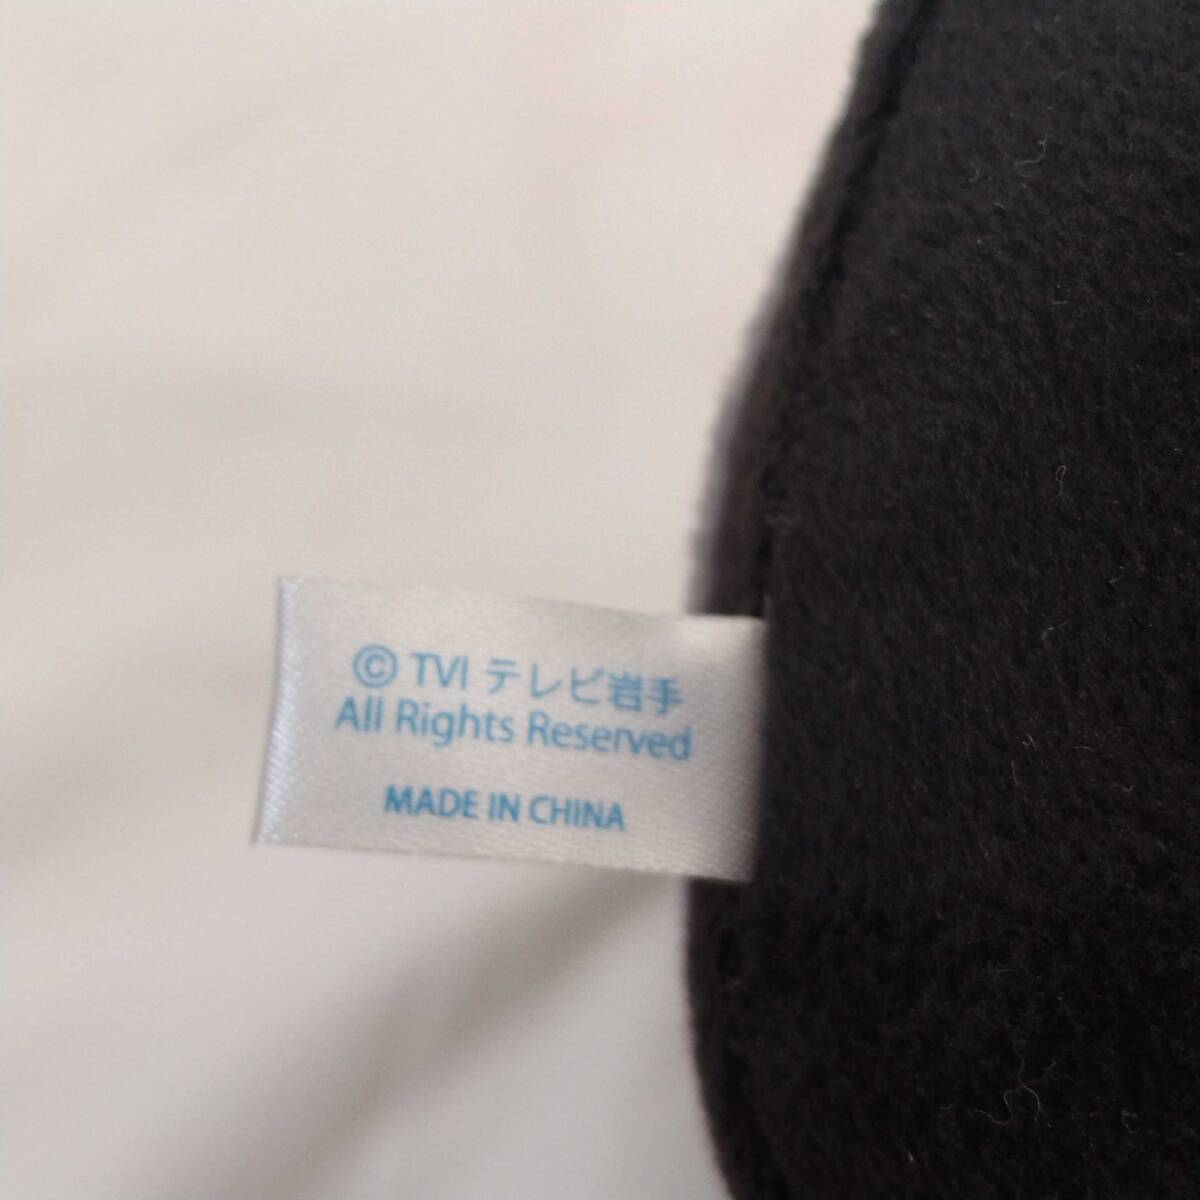 © TVI テレビ岩手
All Rights Reserved
MADE IN CHINA